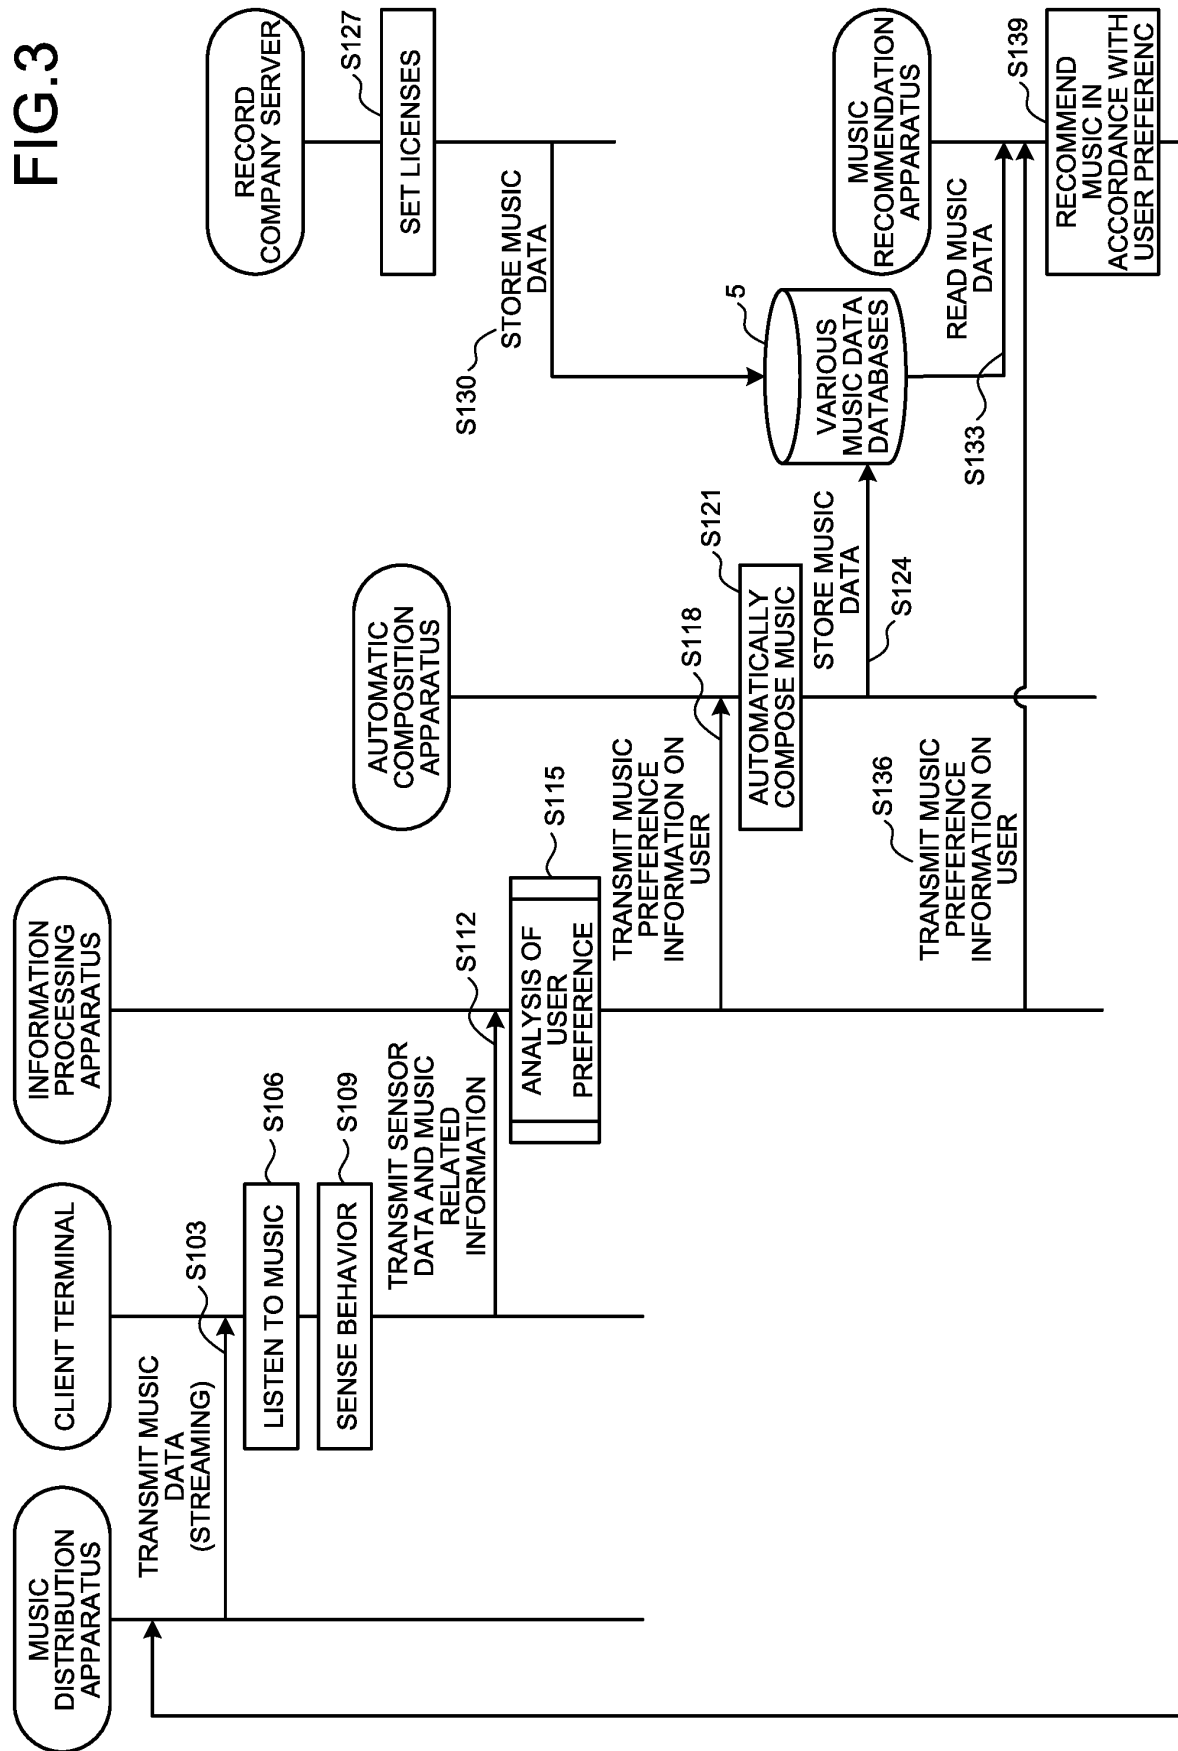 FIG.3
MUSIC
DISTRIBUTION
APPARATUS
CLIENT TERMINAL
INFORMATION
PROCESSING
APPARATUS
AUTOMATIC
COMPOSITION
APPARATUS
RECORD
COMPANY SERVER
TRANSMIT MUSIC
DATA
(STREAMING)
S103
LISTEN TO MUSIC
S106
SENSE BEHAVIOR
S109
TRANSMIT SENSOR
DATA AND MUSIC
RELATED
INFORMATION
S112
ANALYSIS OF
USER
PREFERENCE
S115
TRANSMIT MUSIC
PREFERENCE
INFORMATION ON
USER
S118
AUTOMATICALLY
COMPOSE MUSIC
S121
STORE MUSIC
DATA
S124
SET LICENSES
S127
S130
STORE MUSIC
DATA
5
VARIOUS
MUSIC DATA
DATABASES
MUSIC
RECOMMENDATION
APPARATUS
READ MUSIC
DATA
S133
S136
TRANSMIT MUSIC
PREFERENCE
INFORMATION ON
USER
RECOMMEND
MUSIC IN
ACCORDANCE WITH
USER PREFERENC
S139